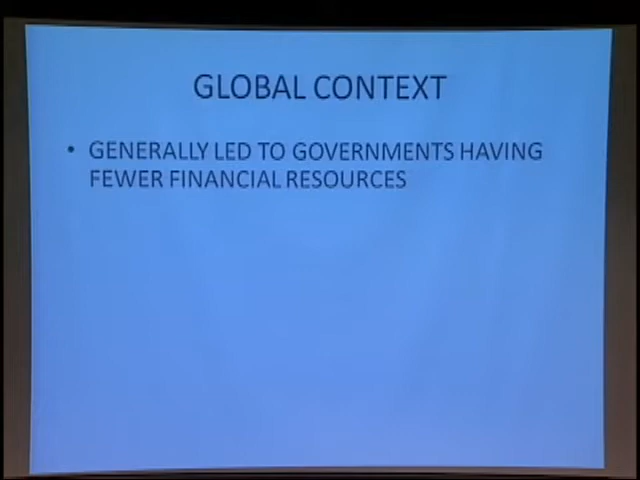 GLOBAL CONTEXT
• GENERALLY LED TO GOVERNMENTS HAVING
FEWER FINANCIAL RESOURCES